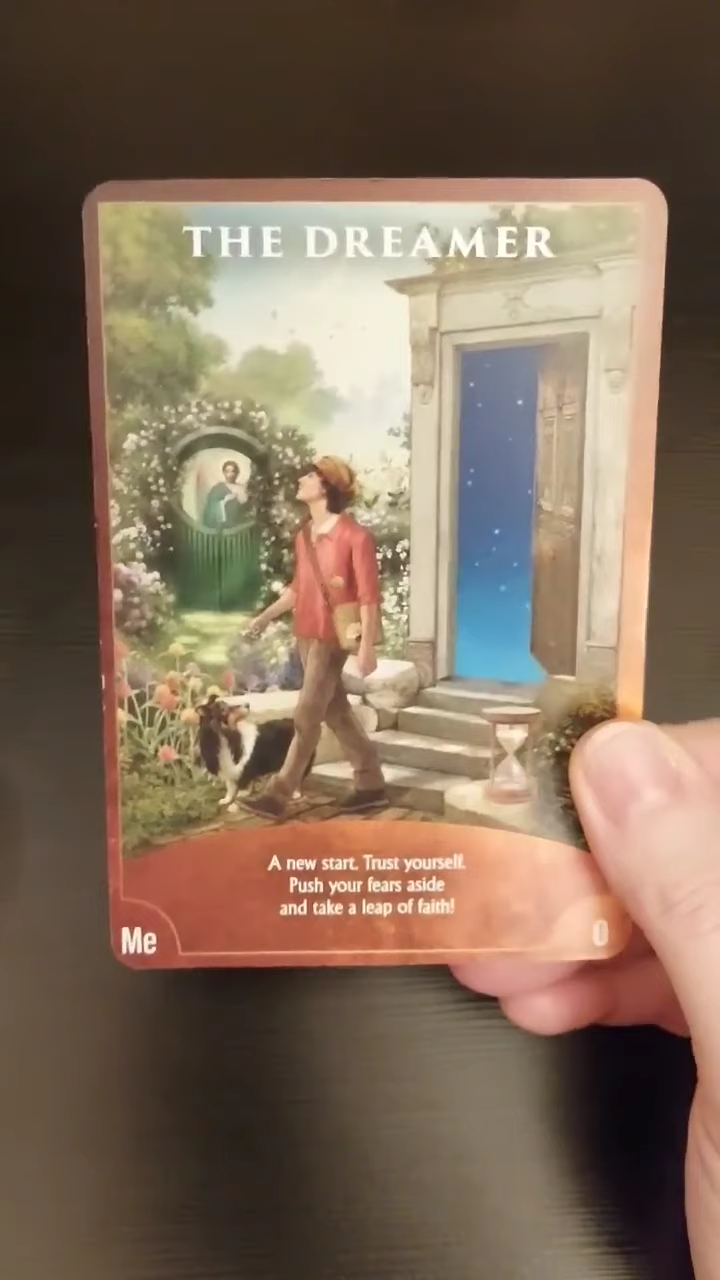 THE DREAMER
A new start. Trust yourself.
Push your fears aside
and take a leap of faith!
Me
0